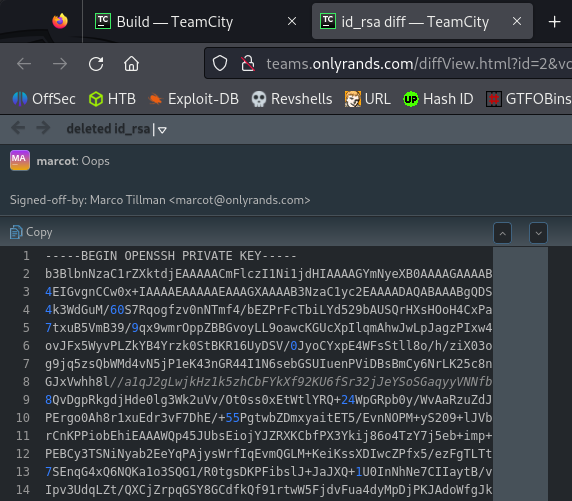 Build — TeamCity
id_rsa diff — TeamCity
teams.onlyrands.com/diffView.html?id=2&vc
OffSec HTB Exploit-DB Revshells URL Hash ID GTFOBins
deleted id_rsa
MA marcot: Oops
Signed-off-by: Marco Tillman <marcot@onlyrands.com>
Copy
1 -----BEGIN OPENSSH PRIVATE KEY-----
2 b3BlbnNzaC1rZXktdjEAAAAACmFlczI1Ni1jdHIAAAAGYmNyeXB0AAAAGAAAAB
3 4EIGvgnCCw0x+IAAAAEAAAAAEAAAGXAAAAB3NzaC1yc2EAAAADAQABAAABgQDS
4 4k3WdGuM/60S7Rqogfzv0nNTmf4/bEZPrFcTbiLYd529bAUSQrHXsHOoH4CxPa
5 7txuB5VmB39/9qx9wmrOppZBBGvoyLL9oawcKGUcXpIlqmAhwJwLpJagzPIxw4
6 ovJFx5WyvPLZkYB4Yrzk0StBKR16UyDSV/0JyoCYxpE4WFsStll8o/h/ziX03o
7 g9jq5zsQbWMd4vN5jP1eK43nGR44I1N6sebGSUIuenPViDBsBmCy6NrLK25c8n
8 GJxVwhh8l//a1qJ2gLwjkHz1k5zhCbFYkXf92KU6fSr32jJeYSoSGaqyyVNNfb
9 8QvDgpRkgdjHde0lg3Wk2uVv/Ot0ss0xEtWtlYRQ+24WpGRpb0y/WvAaRzuZdJ
10 PErgo0Ah8r1xuEdr3vF7DhE/+55PgtwbZDmxyaitET5/EvnNOPM+yS209+lJVb
11 rCnKPPiobEhiEAAAWQp45JUbsEiojYJZRXKCbfPX3Ykij86o4TzY7j5eb+imp+
12 PEBCy3TSNiNyab2EeYqPAjysWrfIqEvmQGLM+KeiKssXDIwcZPfx5/ezFgTLTt
13 7SEnqG4xQ6NQKa1o3SQG1/R0tgsDKPFibslJ+JaJXQ+1U0InNhNe7CIIaytB/v
14 Ipv3UdqLZt/QXCjZrpqGSY8GCdfkQf91rtwW5FjdvFua4dyMpDjPKJAdoWfgJk